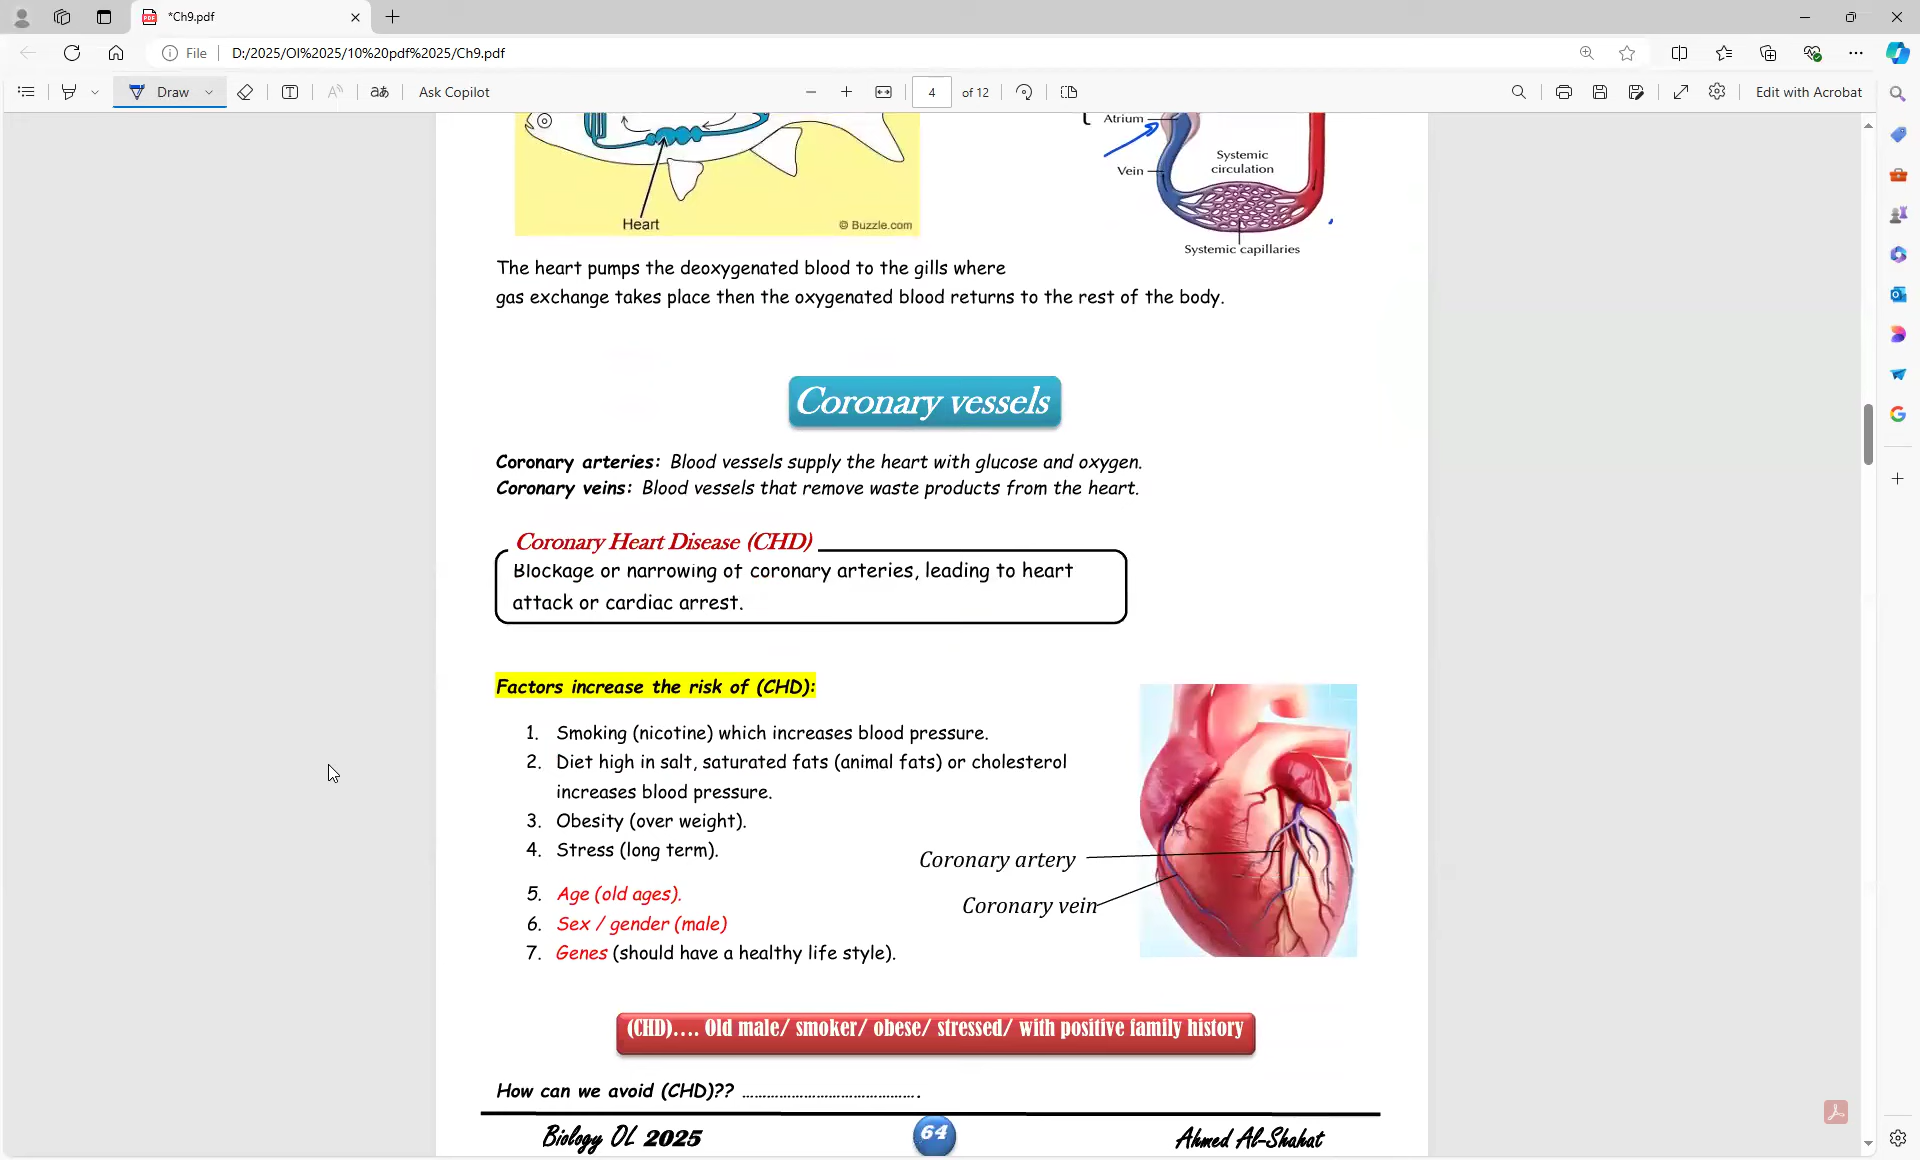 *Ch9.pdf
File
D:/2025/Ol%2025/10%20pdf%2025/Ch9.pdf
Draw
Ask Copilot
4
of 12
Edit with Acrobat
Heart
© Buzzle.com
Atrium
Vein
Systemic
circulation
Systemic capillaries
The heart pumps the deoxygenated blood to the gills where
gas exchange takes place then the oxygenated blood returns to the rest of the body.
Coronary vessels
Coronary arteries: Blood vessels supply the heart with glucose and oxygen.
Coronary veins: Blood vessels that remove waste products from the heart.
Coronary Heart Disease (CHD)
Blockage or narrowing of coronary arteries, leading to heart
attack or cardiac arrest.
Factors increase the risk of (CHD):
1. Smoking (nicotine) which increases blood pressure.
2. Diet high in salt, saturated fats (animal fats) or cholesterol
increases blood pressure.
3. Obesity (over weight).
4. Stress (long term).
5. Age (old ages).
6. Sex / gender (male)
7. Genes (should have a healthy life style).
Coronary artery
Coronary vein
(CHD).... Old male/ smoker/ obese/ stressed/ with positive family history
How can we avoid (CHD)?? ..........................................
Biology OL 2025
64
Ahmed Al-Shahat